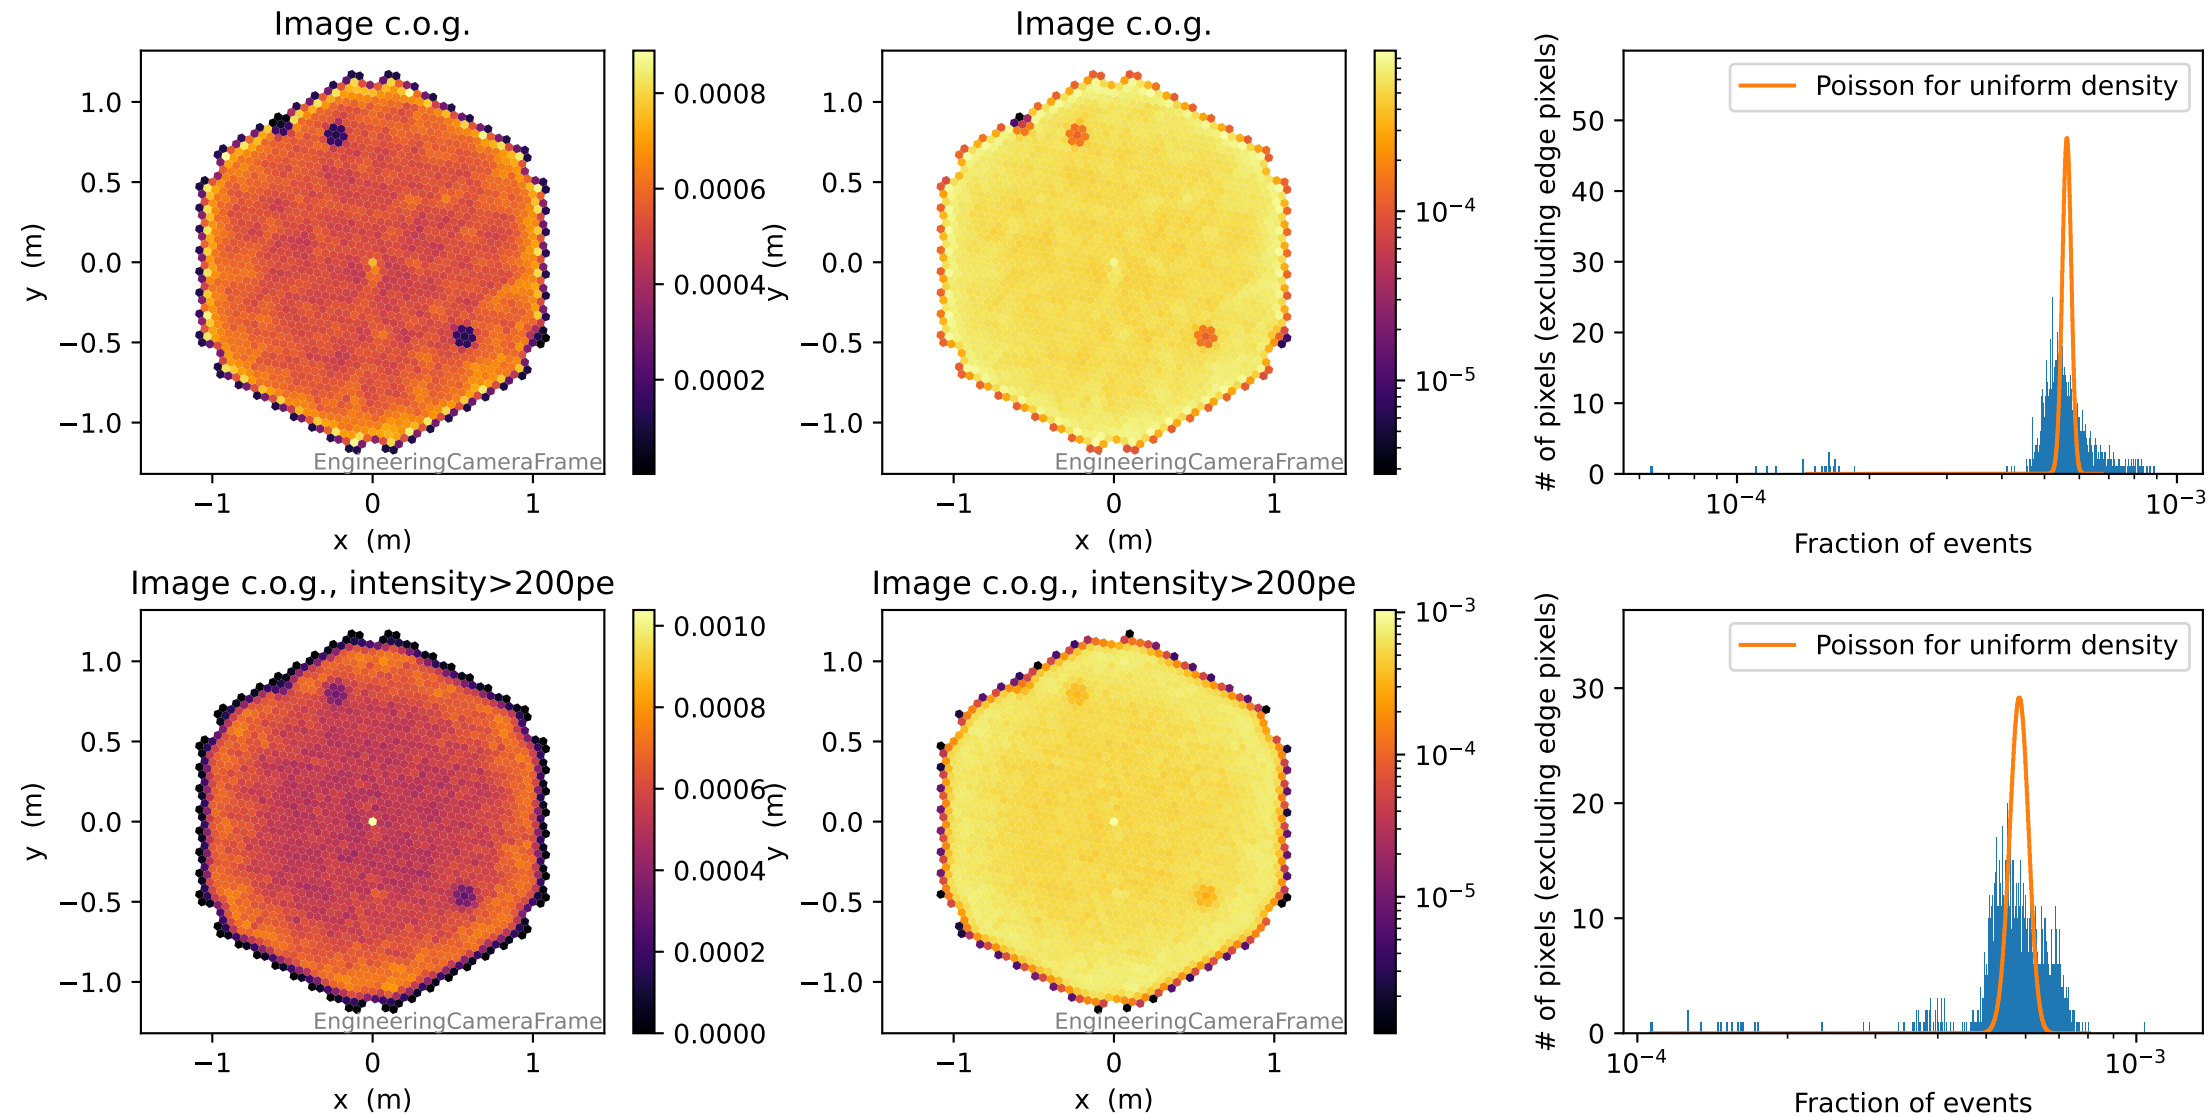 Image c.o.g.
1.0
0.5
0.0
−0.5
−1.0
y (m)
−1
0
1
x (m)
EngineeringCameraFrame
0.0008
0.0006
0.0004
0.0002
Image c.o.g.
1.0
0.5
0.0
−0.5
−1.0
y (m)
−1
0
1
x (m)
EngineeringCameraFrame
10⁻⁴
10⁻⁵
Poisson for uniform density
50
40
30
20
10
0
# of pixels (excluding edge pixels)
10⁻⁴
10⁻³
Fraction of events
Image c.o.g., intensity>200pe
1.0
0.5
0.0
−0.5
−1.0
y (m)
−1
0
1
x (m)
EngineeringCameraFrame
0.0010
0.0008
0.0006
0.0004
0.0002
0.0000
Image c.o.g., intensity>200pe
1.0
0.5
0.0
−0.5
−1.0
y (m)
−1
0
1
x (m)
EngineeringCameraFrame
10⁻³
10⁻⁴
10⁻⁵
Poisson for uniform density
30
20
10
0
# of pixels (excluding edge pixels)
10⁻⁴
10⁻³
Fraction of events